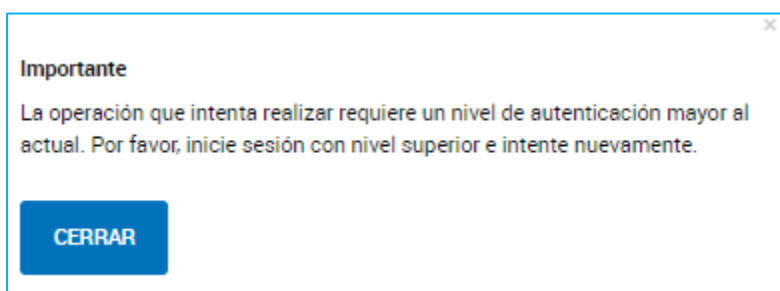 Importante
La operación que intenta realizar requiere un nivel de autenticación mayor al
actual. Por favor, inicie sesión con nivel superior e intente nuevamente.
CERRAR